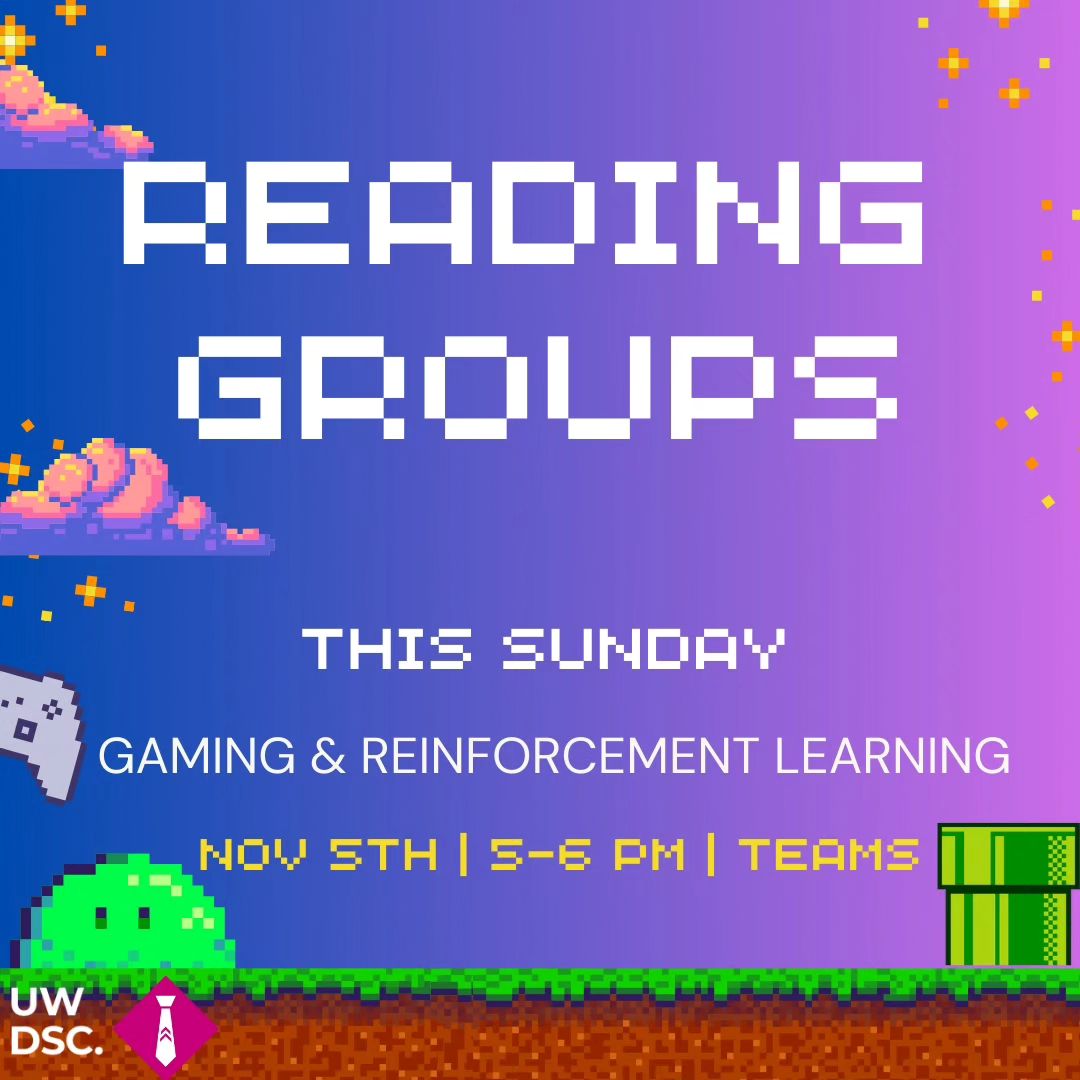 READING
GROUPS
THIS SUNDAY
GAMING & REINFORCEMENT LEARNING
NOV 5TH | 5-6 PM | TEAMS
UW
DSC.